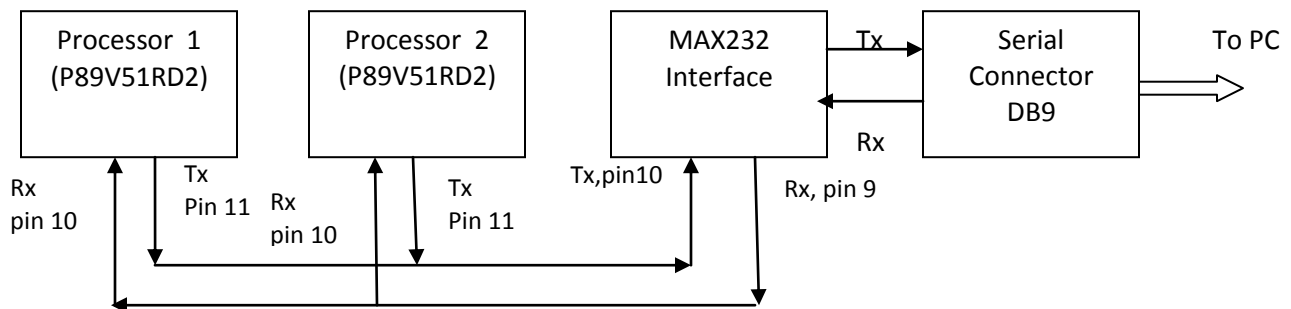 Processor 1
(P89V51RD2)
Processor 2
(P89V51RD2)
MAX232
Interface
Tx
Rx
Serial
Connector
DB9
To PC
Rx
pin 10
Tx
Pin 11
Rx
pin 10
Tx
Pin 11
Tx,pin10
Rx, pin 9